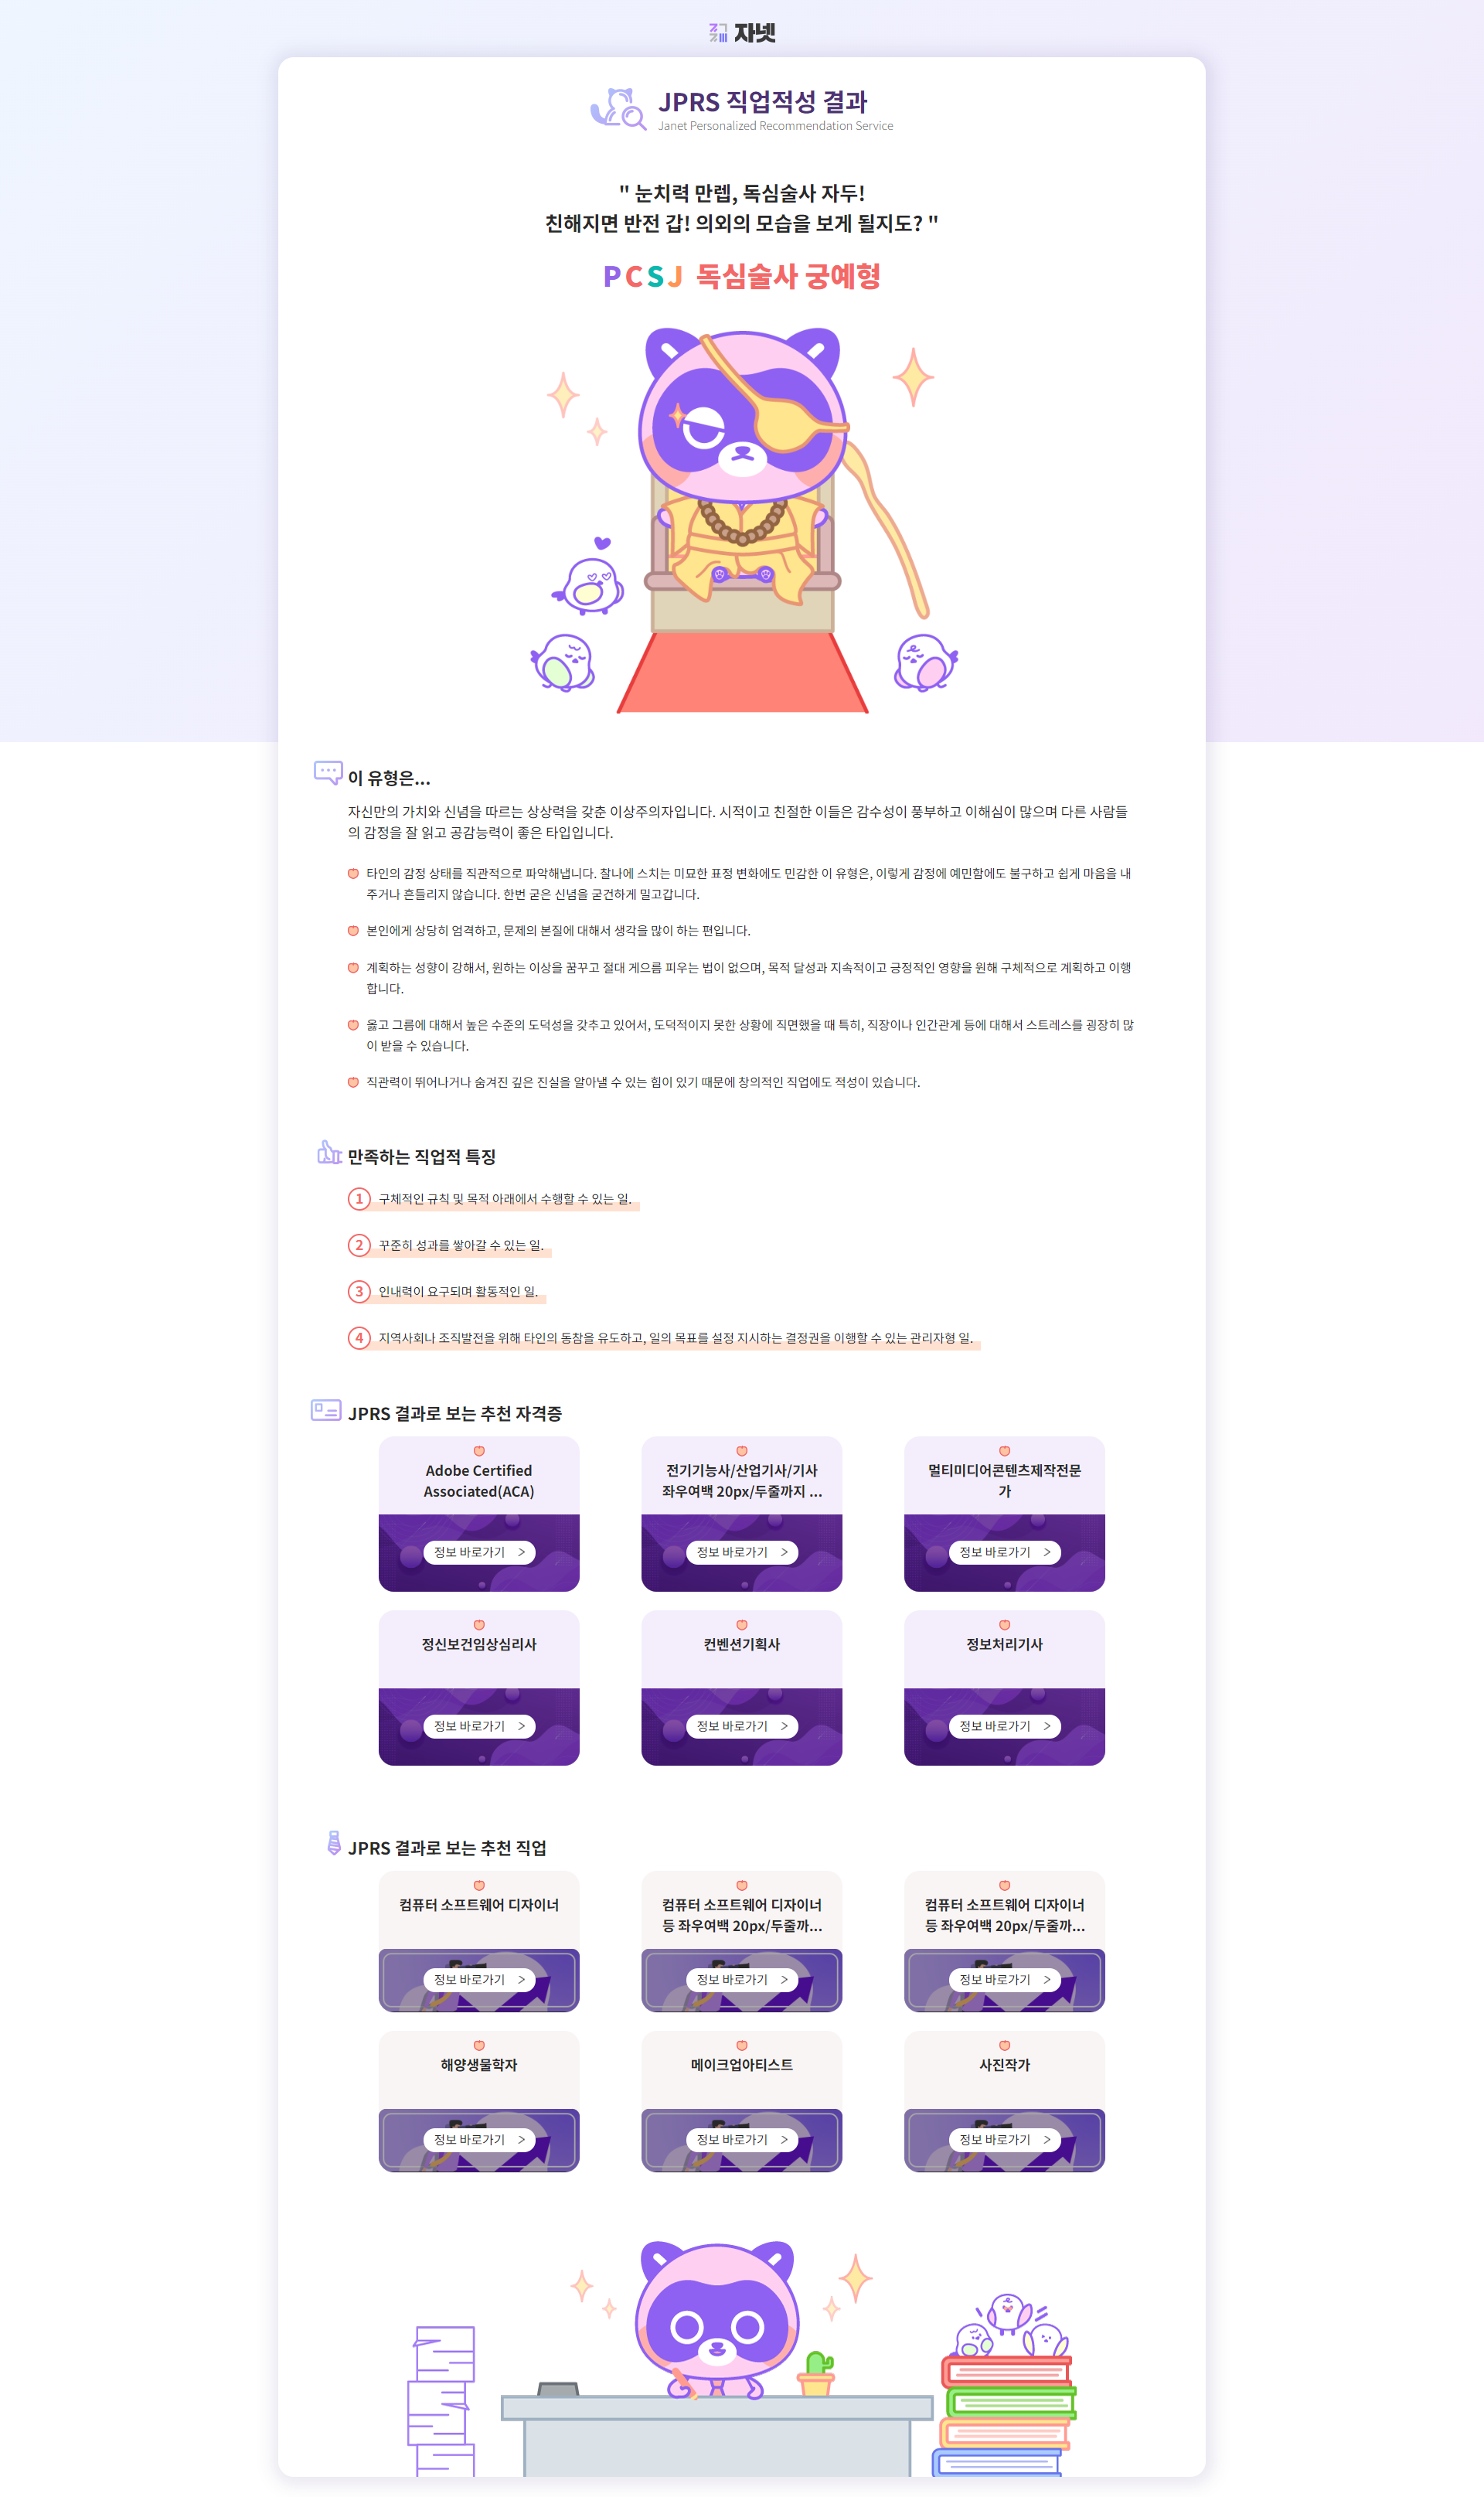 자넷
JPRS 직업적성 결과
Janet Personalized Recommendation Service
" 눈치력 만렙, 독심술사 자두!
친해지면 반전 갑! 의외의 모습을 보게 될지도? "
PCSJ 독심술사 궁예형
이 유형은...
자신만의 가치와 신념을 따르는 상상력을 갖춘 이상주의자입니다. 시적이고 친절한 이들은 감수성이 풍부하고 이해심이 많으며 다른 사람들
의 감정을 잘 읽고 공감능력이 좋은 타입입니다.
타인의 감정 상태를 직관적으로 파악해냅니다. 찰나에 스치는 미묘한 표정 변화에도 민감한 이 유형은, 이렇게 감정에 예민함에도 불구하고 쉽게 마음을 내
주거나 흔들리지 않습니다. 한번 굳은 신념을 굳건하게 밀고갑니다.
본인에게 상당히 엄격하고, 문제의 본질에 대해서 생각을 많이 하는 편입니다.
계획하는 성향이 강해서, 원하는 이상을 꿈꾸고 절대 게으름 피우는 법이 없으며, 목적 달성과 지속적이고 긍정적인 영향을 원해 구체적으로 계획하고 이행
합니다.
옳고 그름에 대해서 높은 수준의 도덕성을 갖추고 있어서, 도덕적이지 못한 상황에 직면했을 때 특히, 직장이나 인간관계 등에 대해서 스트레스를 굉장히 많
이 받을 수 있습니다.
직관력이 뛰어나거나 숨겨진 깊은 진실을 알아낼 수 있는 힘이 있기 때문에 창의적인 직업에도 적성이 있습니다.
만족하는 직업적 특징
1 구체적인 규칙 및 목적 아래에서 수행할 수 있는 일.
2 꾸준히 성과를 쌓아갈 수 있는 일.
3 인내력이 요구되며 활동적인 일.
4 지역사회나 조직발전을 위해 타인의 동참을 유도하고, 일의 목표를 설정 지시하는 결정권을 이행할 수 있는 관리자형 일.
JPRS 결과로 보는 추천 자격증
Adobe Certified
Associated(ACA)
정보 바로가기 >
전기기능사/산업기사/기사
좌우여백 20px/두줄까지 ...
정보 바로가기 >
멀티미디어콘텐츠제작전문
가
정보 바로가기 >
정신보건임상심리사
정보 바로가기 >
컨벤션기획사
정보 바로가기 >
정보처리기사
정보 바로가기 >
JPRS 결과로 보는 추천 직업
컴퓨터 소프트웨어 디자이너
정보 바로가기 >
컴퓨터 소프트웨어 디자이너
등 좌우여백 20px/두줄까...
정보 바로가기 >
컴퓨터 소프트웨어 디자이너
등 좌우여백 20px/두줄까...
정보 바로가기 >
해양생물학자
정보 바로가기 >
메이크업아티스트
정보 바로가기 >
사진작가
정보 바로가기 >